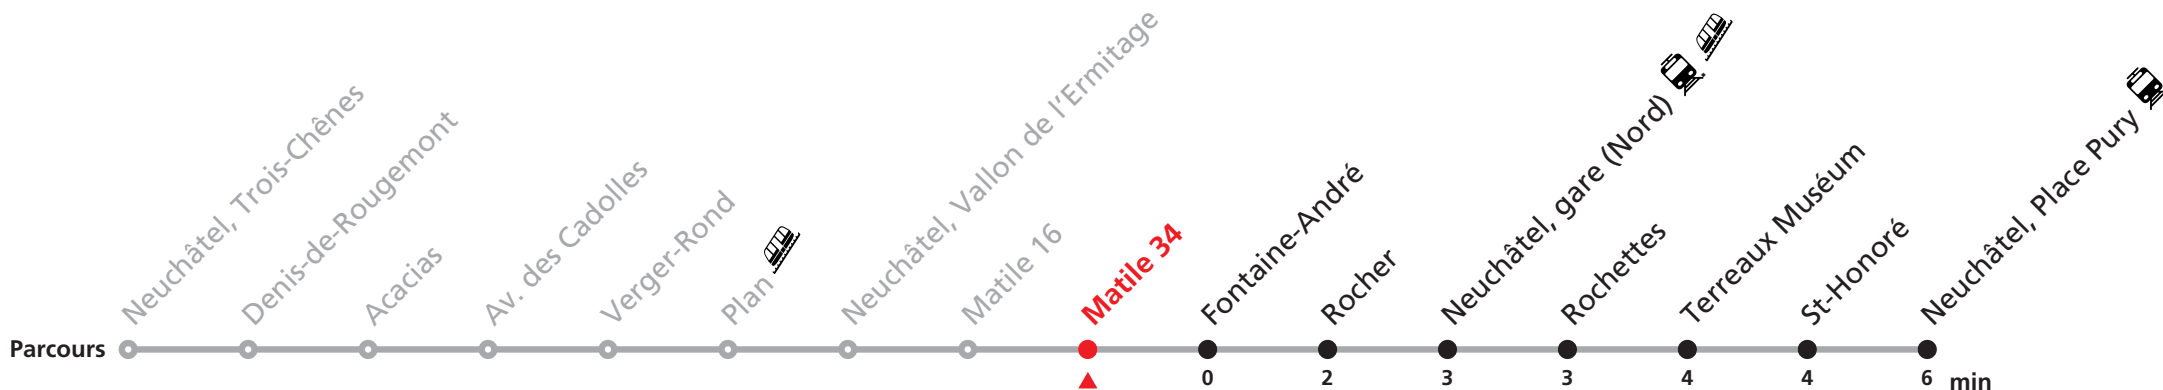 Neuchâtel, Trois-Chênes
Denis-de-Rougemont
Acacias
Av. des Cadolles
Verger-Rond
Plan
Neuchâtel, Vallon de l'Ermitage
Matile 16
Matile 34
Fontaine-André
Rocher
Neuchâtel, gare (Nord)
Rochettes
Terreaux Muséum
St-Honoré
Neuchâtel, Place Pury
Parcours
0 2 3 3 4 4 6 min